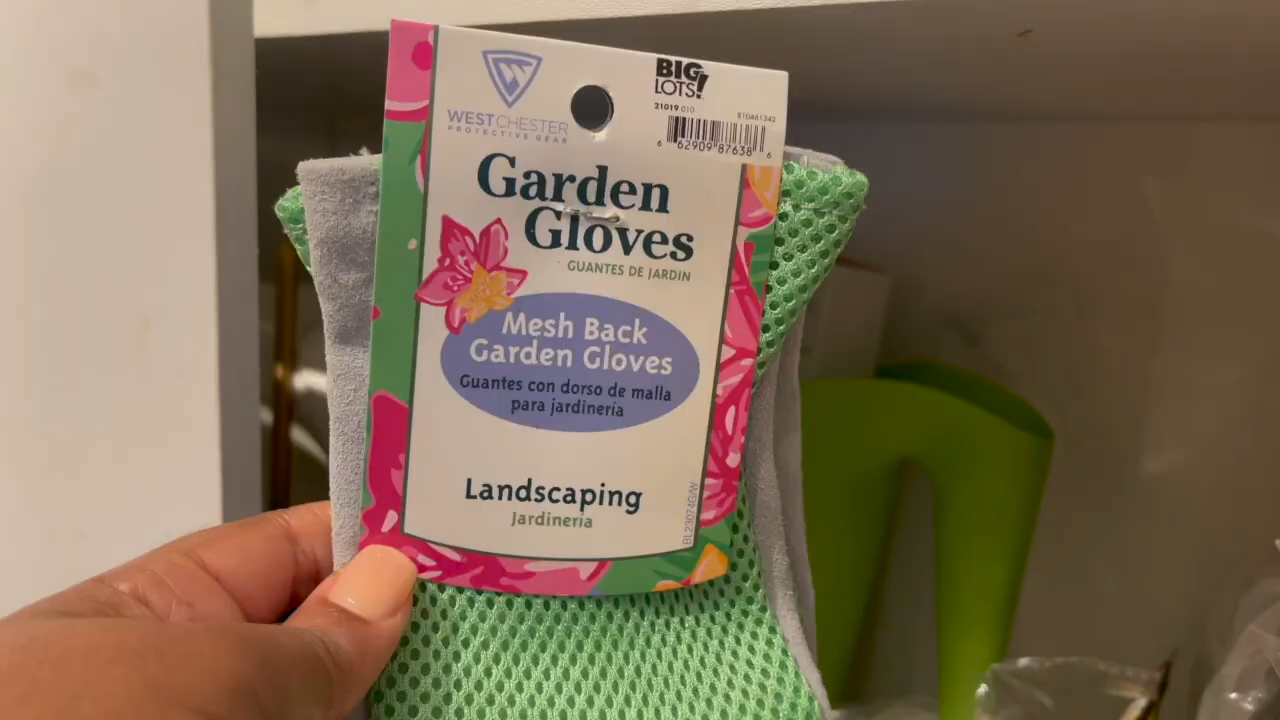 WESTCHESTER
PROTECTIVE GEAR
BIG
LOTS!
21019 010
810461342
6 62909 87638 6
Garden
Gloves
GUANTES DE JARDIN
Mesh Back
Garden Gloves
Guantes con dorso de malla
para jardinería
Landscaping
Jardinería
BL23074G/W